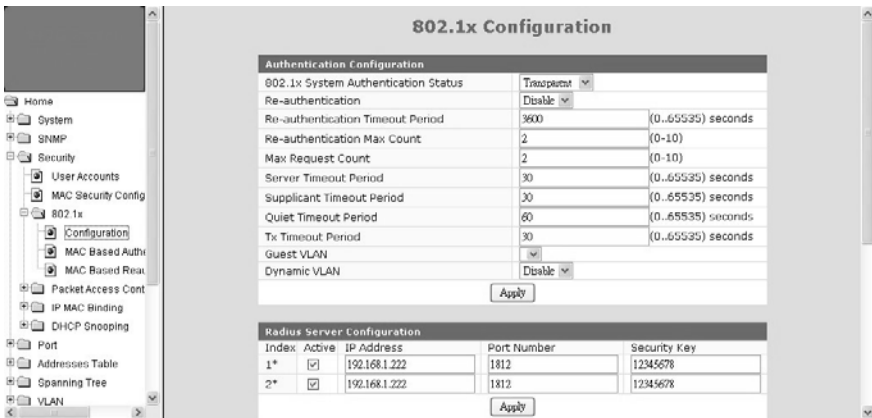 802.1x Configuration
Home
System
SNMP
Security
User Accounts
MAC Security Config
802.1x
Configuration
MAC Based Authe
MAC Based Reau
Packet Access Cont
IP MAC Binding
DHCP Snooping
Port
Addresses Table
Spanning Tree
VLAN
Authentication Configuration
802.1x System Authentication Status Transparent
Re-authentication Disable
Re-authentication Timeout Period 3600 (0..65535) seconds
Re-authentication Max Count 2 (0-10)
Max Request Count 2 (0-10)
Server Timeout Period 30 (0..65535) seconds
Supplicant Timeout Period 30 (0..65535) seconds
Quiet Timeout Period 60 (0..65535) seconds
Tx Timeout Period 30 (0..65535) seconds
Guest VLAN
Dynamic VLAN Disable
Apply
Radius Server Configuration
Index Active IP Address Port Number Security Key
1* 192.168.1.222 1812 12345678
2* 192.168.1.222 1812 12345678
Apply